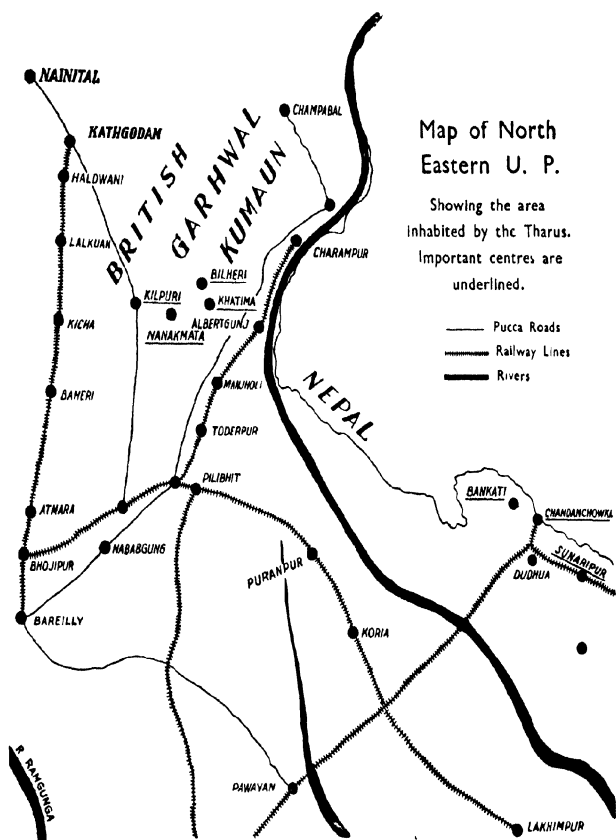 NAINITAL
KATHGODAM
HALDWANI
LALKUAN
KICHA
BAHERI
ATMARA
BHOJIPUR
BAREILLY
BRITISH
GARHWAL
KUMAUN
CHAMPABAL
CHARAMPUR
BILHERI
KILPURI
KHATIMA
NANAKMATA
ALBERTGUNJ
TODERPUR
PILIBHIT
NABABGUNG
PURANPUR
KORIA
PAWAYAN
LAKHIMPUR
R. RAMGUNGA
NEPAL
BANKATI
CHANDANCHOWKI
SUNARIPUR
DUDHUA
Map of North
Eastern U. P.
Showing the area
inhabited by the Tharus.
Important centres are
underlined.
Pucca Roads
Railway Lines
Rivers